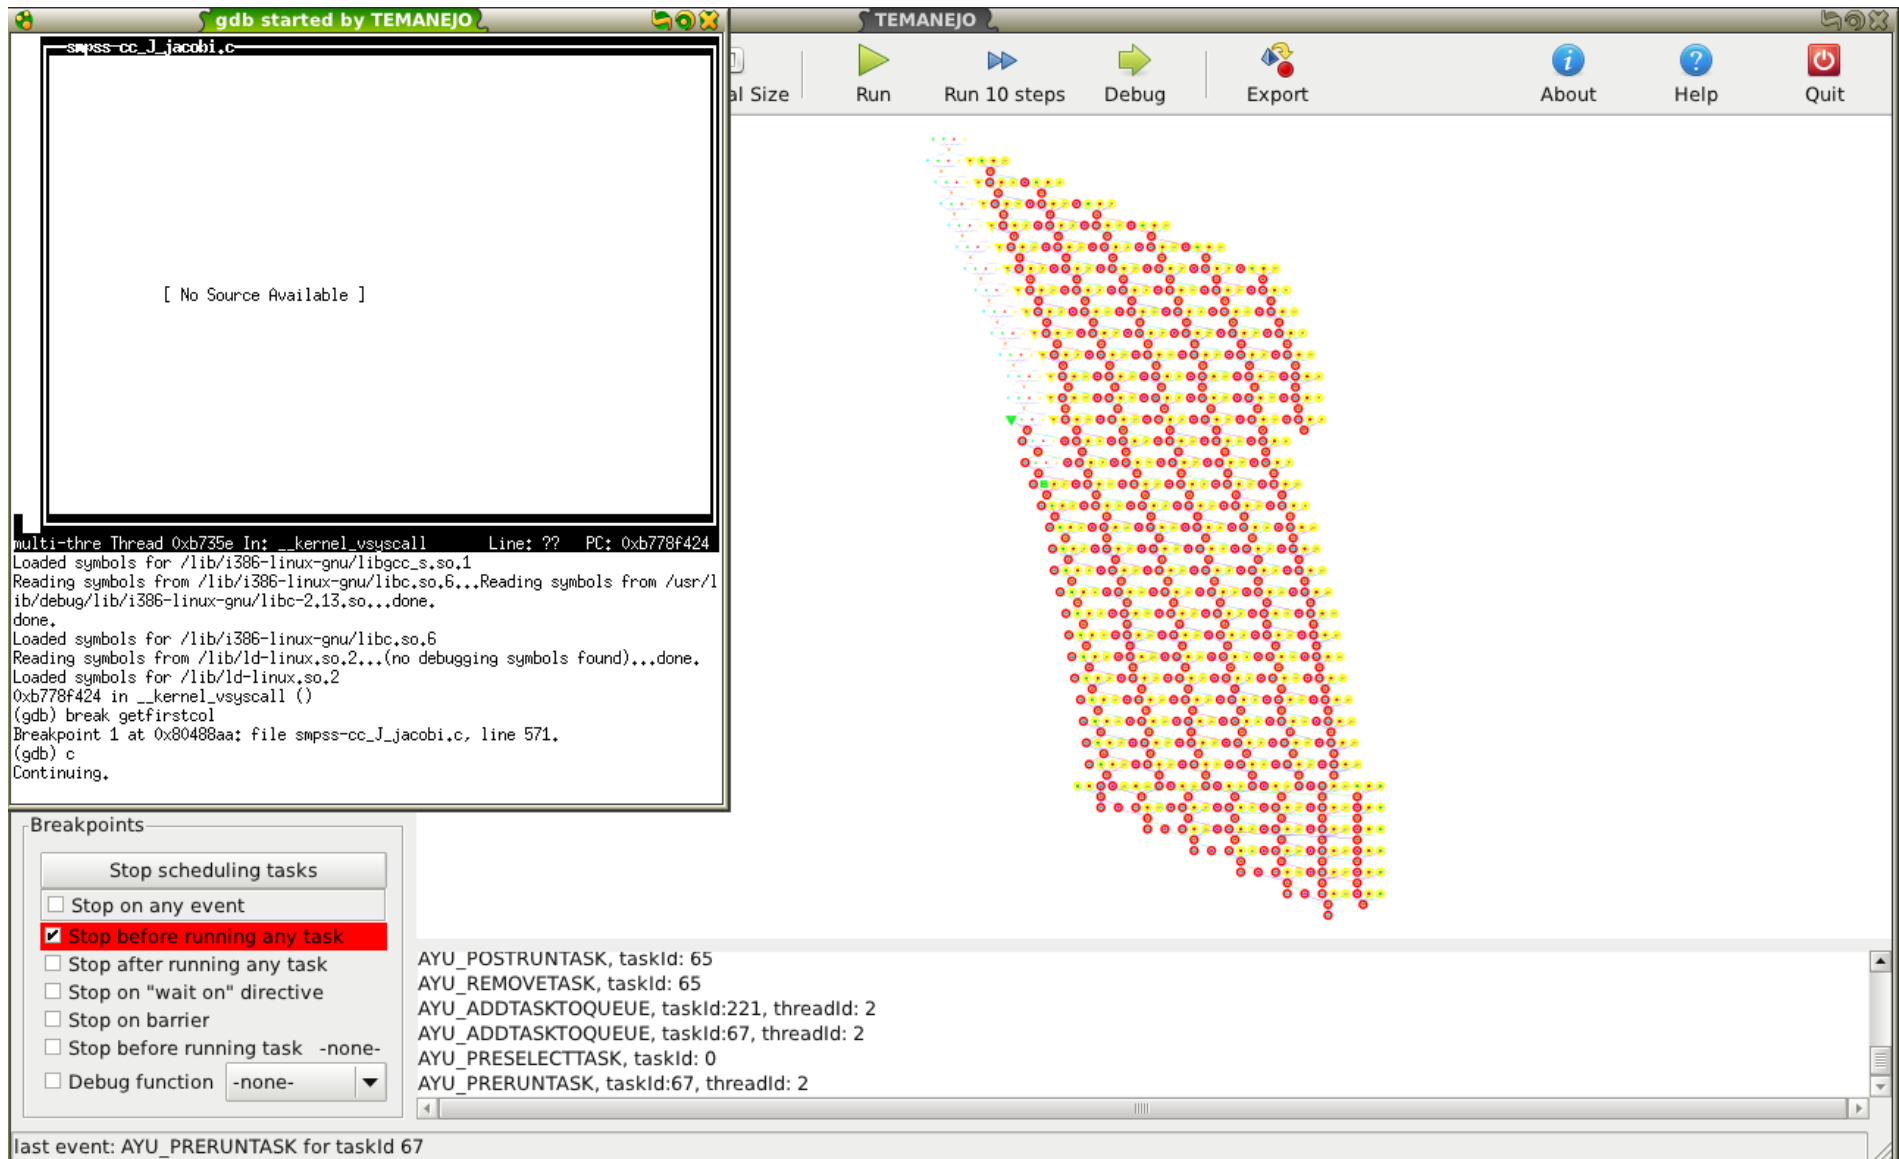 gdb started by TEMANEJO
smpss-cc_J_jacobi.c
[ No Source Available ]
multi-thre Thread 0xb735e In: __kernel_vsyscall Line: ?? PC: 0xb778f424
Loaded symbols for /lib/i386-linux-gnu/libgcc_s.so.1
Reading symbols from /lib/i386-linux-gnu/libc.so.6...Reading symbols from /usr/l
ib/debug/lib/i386-linux-gnu/libc-2.13.so...done.
done.
Loaded symbols for /lib/i386-linux-gnu/libc.so.6
Reading symbols from /lib/ld-linux.so.2...(no debugging symbols found)...done.
Loaded symbols for /lib/ld-linux.so.2
0xb778f424 in __kernel_vsyscall ()
(gdb) break getfirstcol
Breakpoint 1 at 0x80488aa: file smpss-cc_J_jacobi.c, line 571.
(gdb) c
Continuing.
TEMANEJO
al Size
Run
Run 10 steps
Debug
Export
About
Help
Quit
Breakpoints
Stop scheduling tasks
Stop on any event
Stop before running any task
Stop after running any task
Stop on "wait on" directive
Stop on barrier
Stop before running task -none-
Debug function -none-
AYU_POSTRUNTASK, taskId: 65
AYU_REMOVETASK, taskId: 65
AYU_ADDTASKTOQUEUE, taskId:221, threadId: 2
AYU_ADDTASKTOQUEUE, taskId:67, threadId: 2
AYU_PRESELECTTASK, taskId: 0
AYU_PRERUNTASK, taskId:67, threadId: 2
last event: AYU_PRERUNTASK for taskId 67